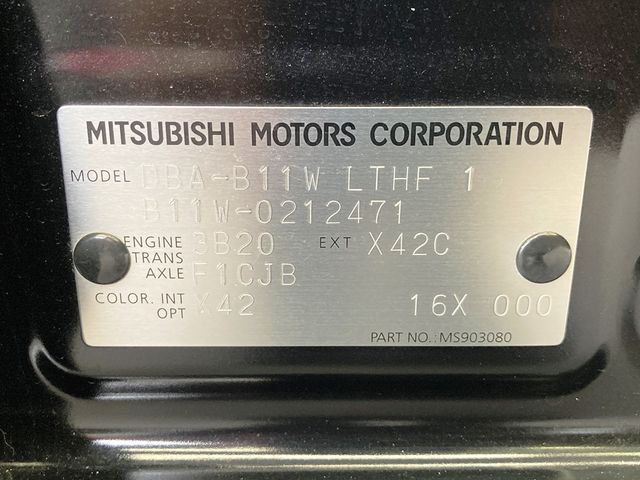 MITSUBISHI MOTORS CORPORATION
MODEL DBA-B11W LTHF 1
B11W-0212471
ENGINE 3B20 EXT X42C
TRANS
AXLE F1CJB
COLOR. INT X42 16X 000
OPT
PART NO.:MS903080